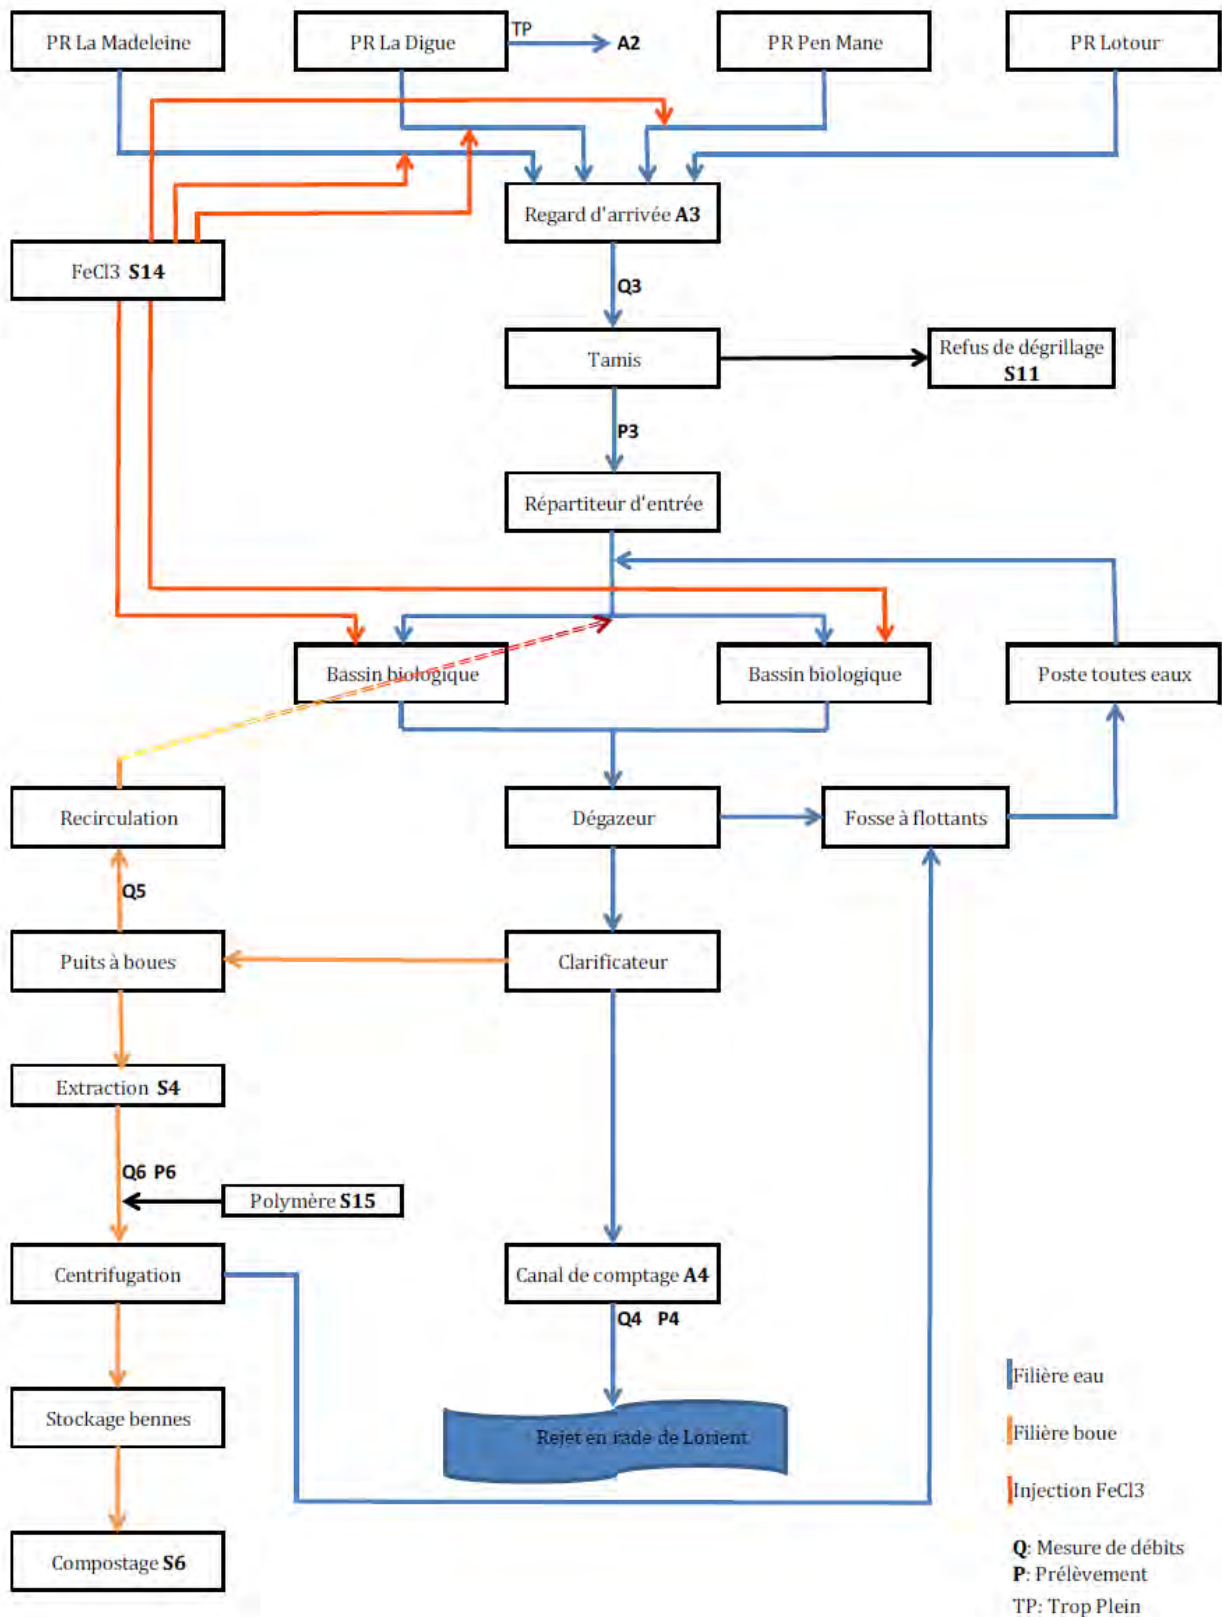 PR La Madeleine
PR La Digue
TP
A2
PR Pen Mane
PR Lotour
Regard d'arrivée A3
FeCl3 S14
Q3
Tamis
Refus de dégrillage
S11
P3
Répartiteur d'entrée
Bassin biologique
Bassin biologique
Poste toutes eaux
Recirculation
Dégazeur
Fosse à flottants
Q5
Puits à boues
Clarificateur
Extraction S4
Q6 P6
Polymère S15
Centrifugation
Canal de comptage A4
Q4 P4
Filière eau
Stockage bennes
Rejet en rade de Lorient
Filière boue
Injection FeCl3
Compostage S6
Q: Mesure de débits
P: Prélèvement
TP: Trop Plein